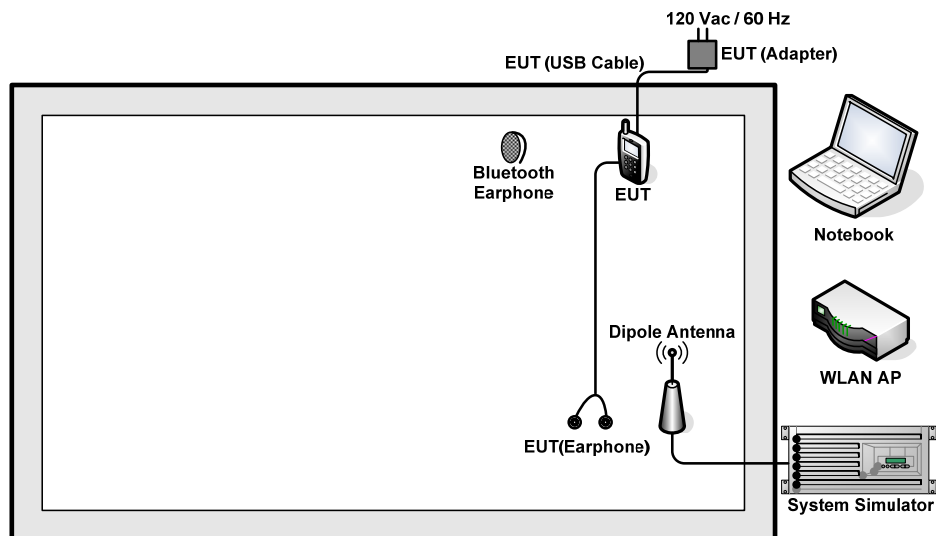 120 Vac / 60 Hz
EUT (Adapter)
EUT (USB Cable)
Bluetooth
Earphone
EUT
Notebook
Dipole Antenna
WLAN AP
EUT(Earphone)
System Simulator